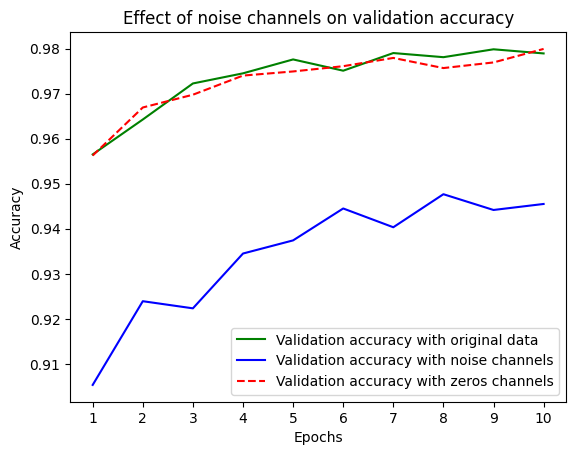 Effect of noise channels on validation accuracy
0.98
0.97
0.96
0.95
0.94
0.93
0.92
0.91
Accuracy
Validation accuracy with original data
Validation accuracy with noise channels
Validation accuracy with zeros channels
1 2 3 4 5 6 7 8 9 10
Epochs